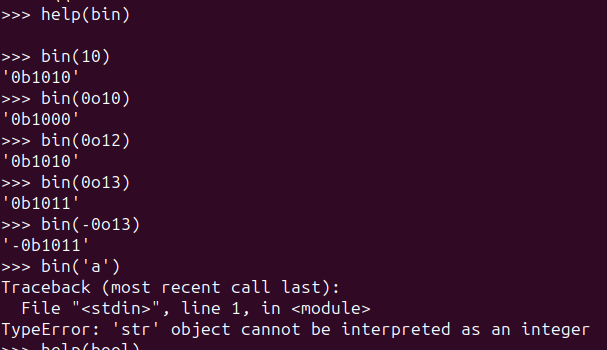 >>> help(bin)
>>> bin(10)
'0b1010'
>>> bin(0o10)
'0b1000'
>>> bin(0o12)
'0b1010'
>>> bin(0o13)
'0b1011'
>>> bin(-0o13)
'-0b1011'
>>> bin('a')
Traceback (most recent call last):
  File "<stdin>", line 1, in <module>
TypeError: 'str' object cannot be interpreted as an integer
>>> help(bool)